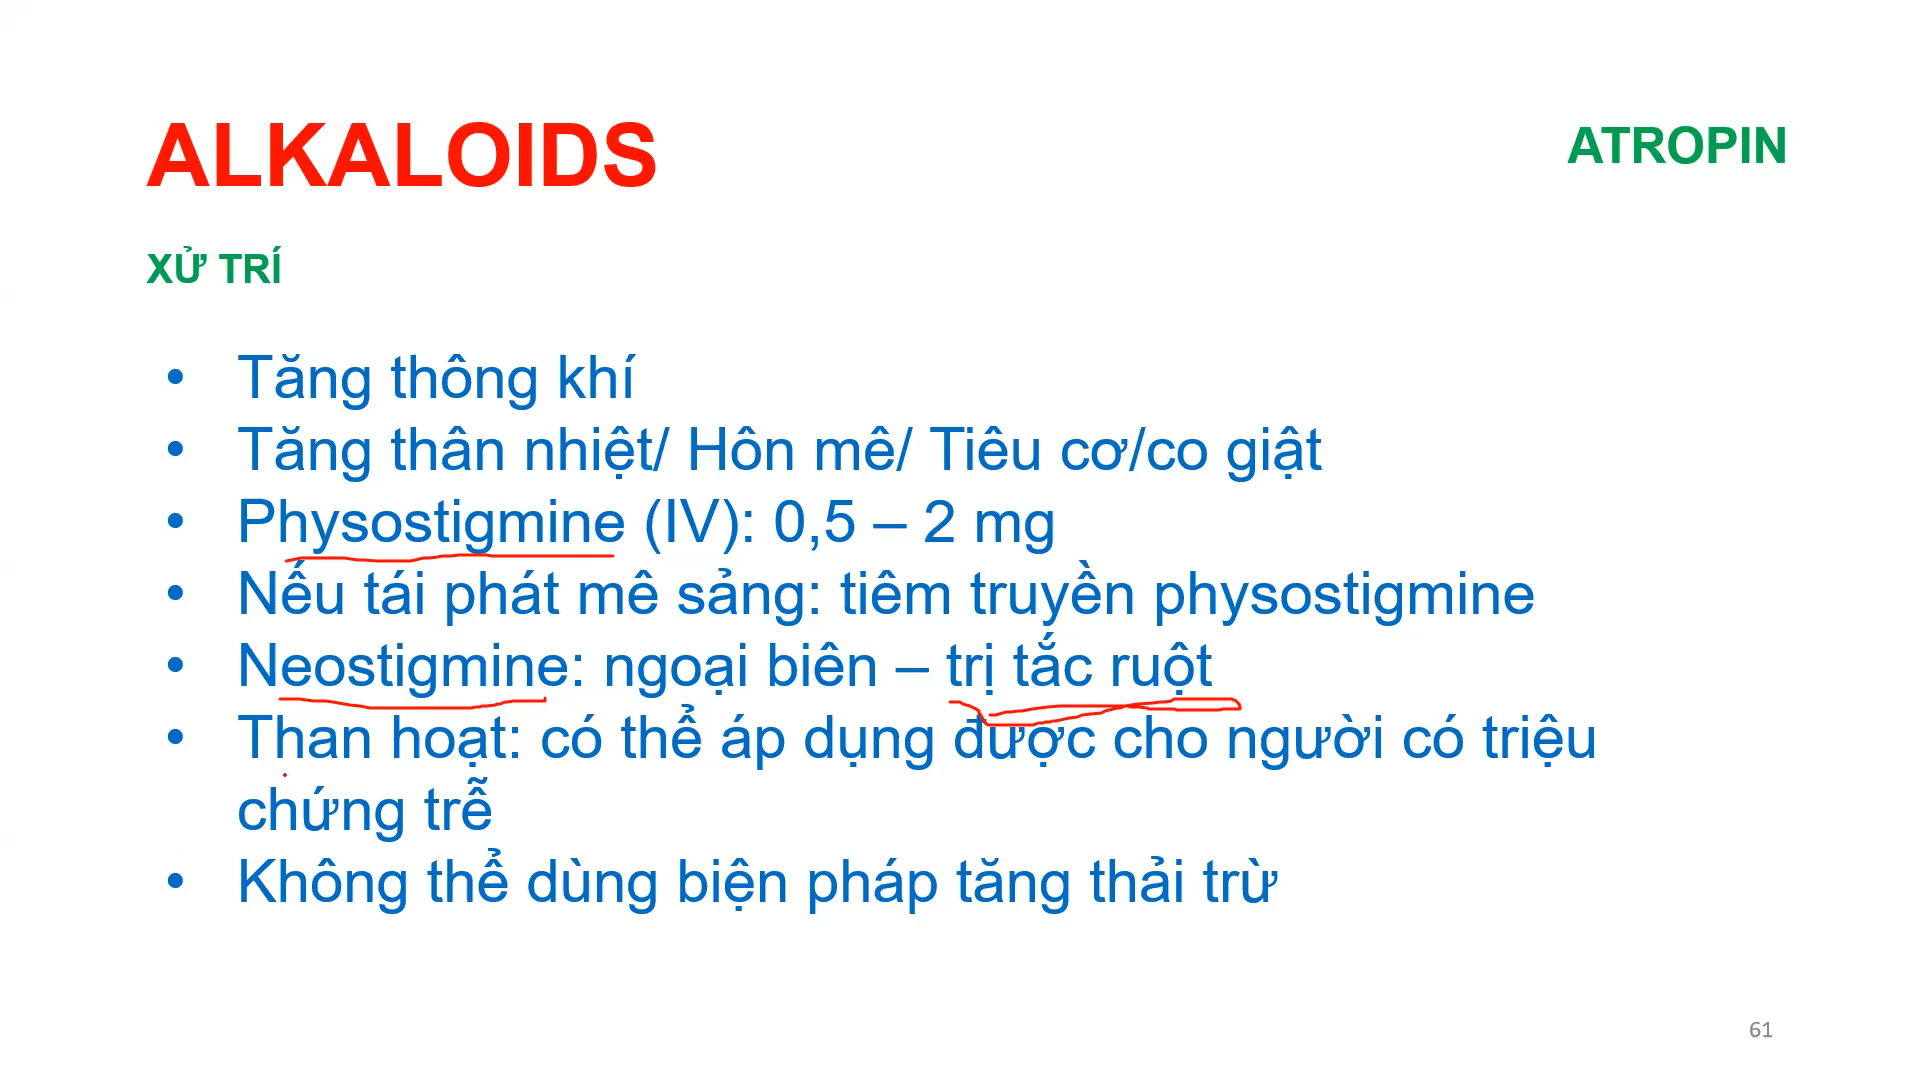 ALKALOIDS
ATROPIN
XỬ TRÍ
• Tăng thông khí
• Tăng thân nhiệt/ Hôn mê/ Tiêu cơ/co giật
• Physostigmine (IV): 0,5 – 2 mg
• Nếu tái phát mê sảng: tiêm truyền physostigmine
• Neostigmine: ngoại biên – trị tắc ruột
• Than hoạt: có thể áp dụng được cho người có triệu
chứng trễ
• Không thể dùng biện pháp tăng thải trừ
61